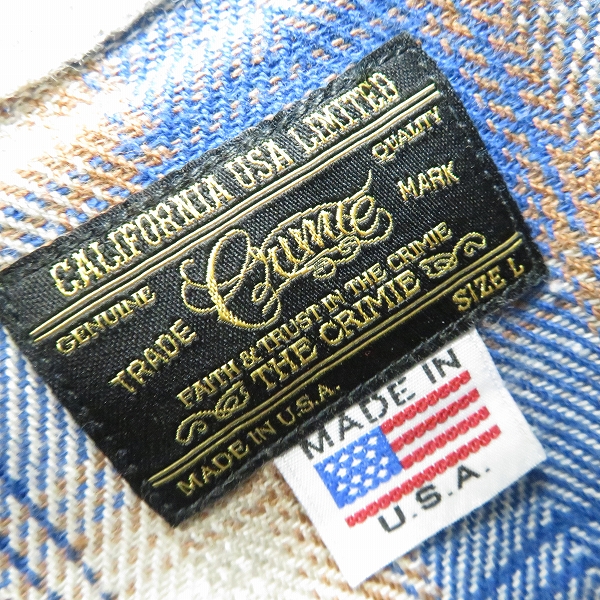 CALIFORNIA USA LIMITED
GENUINE QUALITY
TRADE Crimie MARK
FAITH & TRUST IN THE CRIMIE
THE CRIMIE
MADE IN U.S.A. SIZE L
MADE IN
U.S.A.